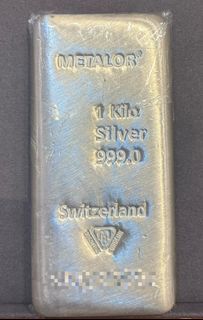 METALOR®
1 Kilo
Silver
999.0
Switzerland